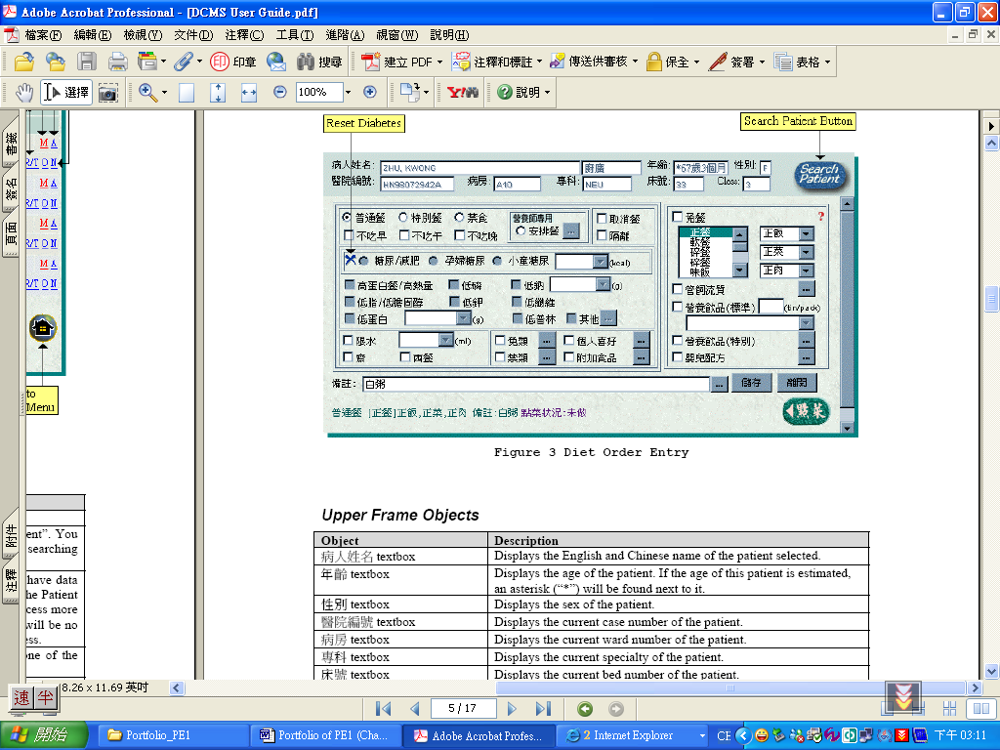 Adobe Acrobat Professional - [DCMS User Guide.pdf]
檔案(F) 編輯(E) 檢視(V) 文件(D) 注釋(C) 工具(T) 進階(A) 視窗(W) 說明(H)
印章 搜尋 建立 PDF 注釋和標註 傳送供審核 保全 簽署 表格
選擇 100% Y! 說明
書籤
簽名
頁面
附件
注釋
M A
R/T O N
M A
R/T O N
M A
R/T O N
M A
R/T O N
to
Menu
ent”. You
searching
have data
he Patient
cess more
will be no
ess.
one of the
Reset Diabetes
Search Patient Button
病人姓名: ZHU, KWONG 年齡: *67歲3個月 性別: F
醫院編號: HN98072942A 病房: A10 專科: NEU 床號: 33 Class: 3
Search Patient
普通餐 特別餐 禁食 營養師專用 取消餐 免餐 ?
不吃早 不吃午 不吃晚 安排餐 ... 隔離
正餐 正飯
軟餐
碎餐 正菜
碎餐
味飯 正肉
糖尿/減肥 孕婦糖尿 小童糖尿 (kcal)
高蛋白餐/高熱量 低磷 低鈉 (g) 管飼流質 ...
低脂/低膽固醇 低鉀 低纖維 營養飲品(標準) (tin/pack)
低蛋白 (g) 低普林 其他 ...
限水 (ml) 免類 ... 個人喜好 ... 營養飲品(特別) ...
齋 西餐 禁類 ... 附加食品 ... 嬰兒配方 ...
備註: 白粥 ... 儲存 離開
普通餐 [正餐]正飯,正菜,正肉 備註:白粥 點菜狀況:未做
點菜
Figure 3 Diet Order Entry
Upper Frame Objects
Object Description
病人姓名 textbox Displays the English and Chinese name of the patient selected.
年齡 textbox Displays the age of the patient. If the age of this patient is estimated,
an asterisk (“*”) will be found next to it.
性別 textbox Displays the sex of the patient.
醫院編號 textbox Displays the current case number of the patient.
病房 textbox Displays the current ward number of the patient.
專科 textbox Displays the current specialty of the patient.
床號 textbox Displays the current bed number of the patient.
速 半 8.26 x 11.69 英吋
5 / 17
開始 Portfolio_PE1 Portfolio of PE1 (Cha... Adobe Acrobat Profes... 2 Internet Explorer CH 下午 03:11